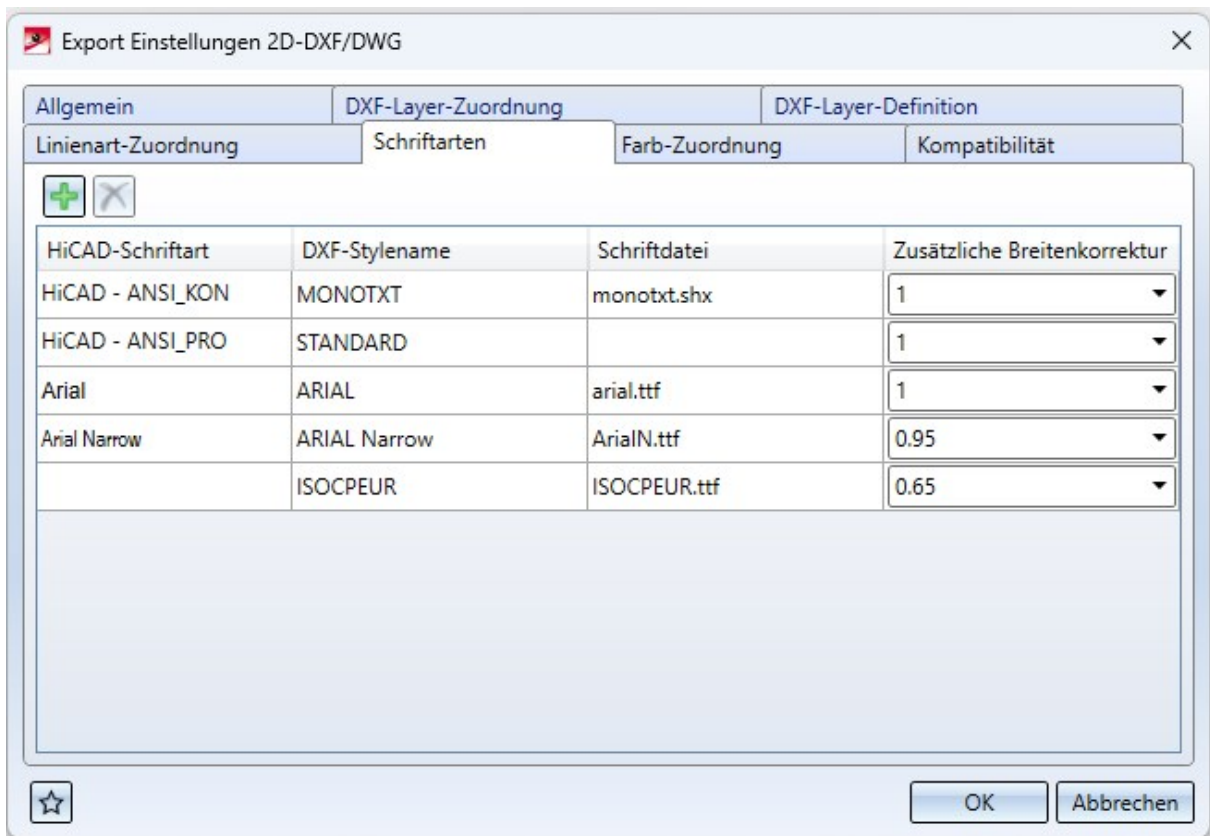 Export Einstellungen 2D-DXF/DWG
Allgemein DXF-Layer-Zuordnung DXF-Layer-Definition
Linienart-Zuordnung Schriftarten Farb-Zuordnung Kompatibilität
HiCAD-Schriftart DXF-Stylename Schriftdatei Zusätzliche Breitenkorrektur
HiCAD - ANSI_KON MONOTXT monotxt.shx 1
HiCAD - ANSI_PRO STANDARD 1
Arial ARIAL arial.ttf 1
Arial Narrow ARIAL Narrow ArialN.ttf 0.95
ISOCPEUR ISOCPEUR.ttf 0.65
OK Abbrechen